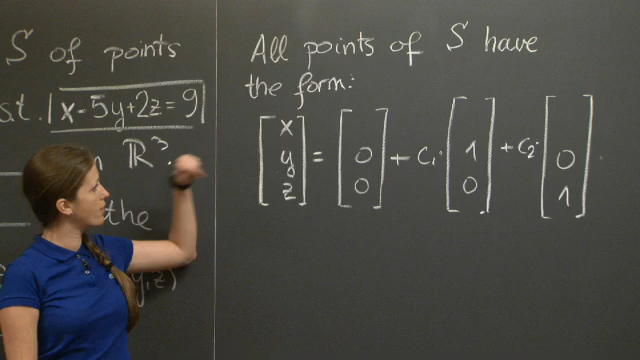 S of points
s.t. x-5y+2z=9
in ℝ³.
the
y,z)
All points of S have
the form:
[x y z] = [  0 0] + c₁· [  1 0] + c₂· [  0 1]